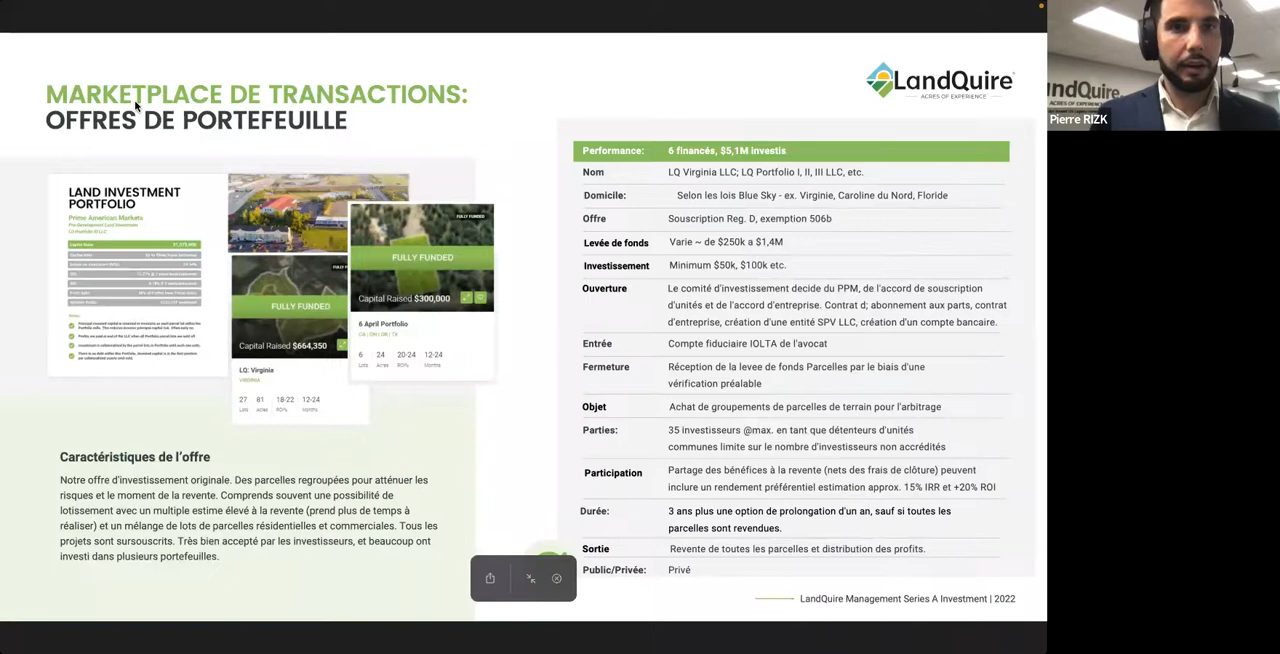 MARKETPLACE DE TRANSACTIONS:
OFFRES DE PORTEFEUILLE
LandQuire
ACRES OF EXPERIENCE
Pierre RIZK
LAND INVESTMENT
PORTFOLIO
Prime American Markets
FULLY FUNDED
Capital Raised $664,350
LQ: Virginia
VIRGINIA
27 81 18-22 12-24
Lots Acres ROI% Months
FULLY FUNDED
FULLY FUNDED
Capital Raised $300,000
6 April Portfolio
6 24 20-24 12-24
Lots Acres ROI% Months
Caractéristiques de l'offre
Notre offre d'investissement originale. Des parcelles regroupées pour atténuer les
risques et le moment de la revente. Comprends souvent une possibilité de
lotissement avec un multiple estime élevé à la revente (prend plus de temps à
réaliser) et un mélange de lots de parcelles résidentielles et commerciales. Tous les
projets sont sursouscrits. Très bien accepté par les investisseurs, et beaucoup ont
investi dans plusieurs portefeuilles.
Performance: 6 financés, $5,1M investis
Nom LQ Virginia LLC; LQ Portfolio I, II, III LLC, etc.
Domicile: Selon les lois Blue Sky - ex. Virginie, Caroline du Nord, Floride
Offre Souscription Reg. D, exemption 506b
Levée de fonds Varie ~ de $250k a $1,4M
Investissement Minimum $50k, $100k etc.
Ouverture Le comité d'investissement decide du PPM, de l'accord de souscription
d'unités et de l'accord d'entreprise. Contrat d; abonnement aux parts, contrat
d'entreprise, création d'une entité SPV LLC, création d'un compte bancaire.
Entrée Compte fiduciaire IOLTA de l'avocat
Fermeture Réception de la levee de fonds Parcelles par le biais d'une
vérification préalable
Objet Achat de groupements de parcelles de terrain pour l'arbitrage
Parties: 35 investisseurs @max. en tant que détenteurs d'unités
communes limite sur le nombre d'investisseurs non accrédités
Participation Partage des bénéfices à la revente (nets des frais de clôture) peuvent
inclure un rendement préférentiel estimation approx. 15% IRR et +20% ROI
Durée: 3 ans plus une option de prolongation d'un an, sauf si toutes les
parcelles sont revendues.
Sortie Revente de toutes les parcelles et distribution des profits.
Public/Privée: Privé
LandQuire Management Series A Investment | 2022